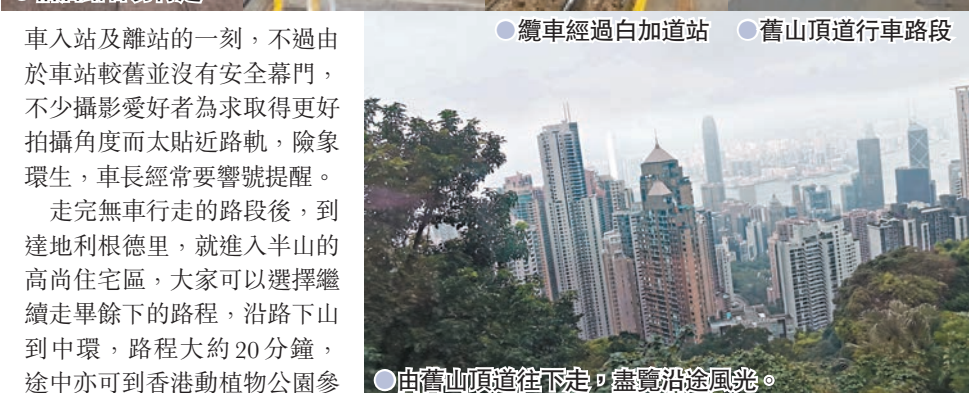 ●纜車經過白加道站 ●舊山頂道行車路段
車入站及離站的一刻，不過由
於車站較舊並沒有安全幕門，
不少攝影愛好者為求取得更好
拍攝角度而太貼近路軌，險象
環生，車長經常要響號提醒。
走完無車行走的路段後，到
達地利根德里，就進入半山的
高尚住宅區，大家可以選擇繼
續走畢餘下的路程，沿路下山
到中環，路程大約20分鐘，
途中亦可到香港動植物公園參
●由舊山頂道往下走，盡覽沿途風光。